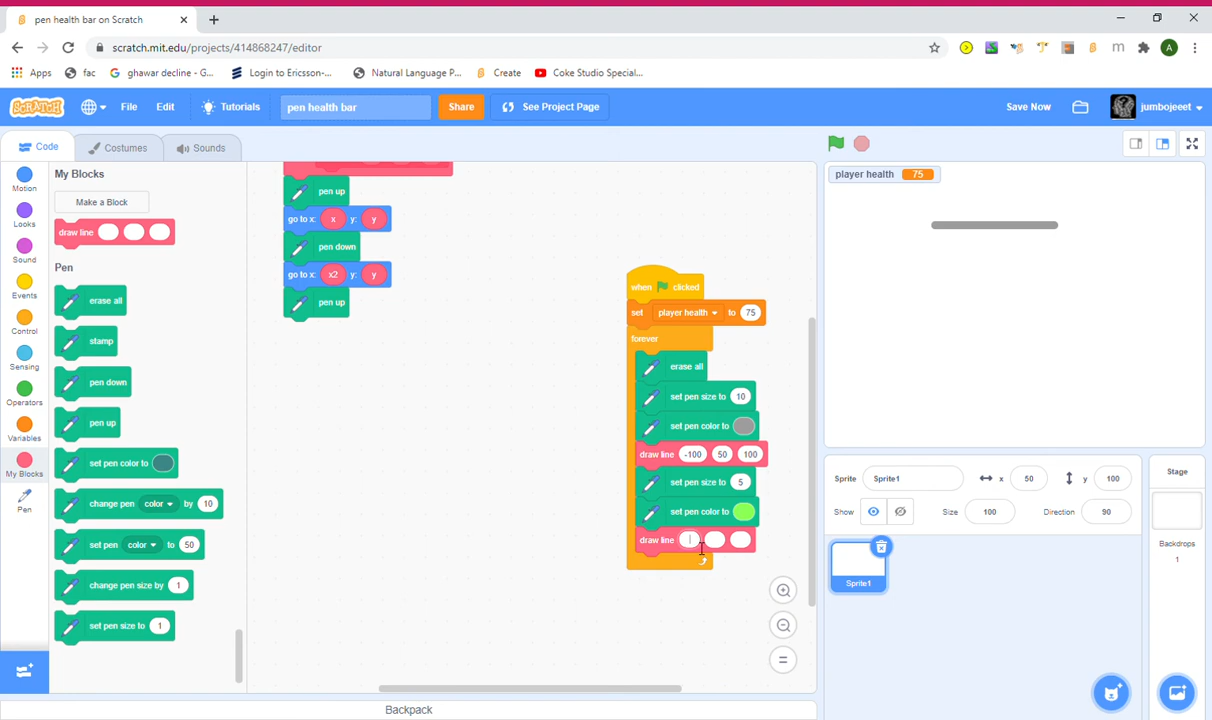 pen health bar on Scratch
scratch.mit.edu/projects/414868247/editor
A
Apps
fac
ghawar decline - G...
Login to Ericsson-...
Natural Language P...
Create
Coke Studio Special...
SCRATCH
File
Edit
Tutorials
pen health bar
Share
See Project Page
Save Now
jumbojeeet
Code
Costumes
Sounds
Motion
Looks
Sound
Events
Control
Sensing
Operators
Variables
My Blocks
Pen
My Blocks
Make a Block
draw line
Pen
erase all
stamp
pen down
pen up
set pen color to
change pen color by 10
set pen color to 50
change pen size by 1
set pen size to 1
pen up
go to x: x y: y
pen down
go to x: x2 y: y
pen up
when clicked
set player health to 75
forever
erase all
set pen size to 10
set pen color to
draw line -100 50 100
set pen size to 5
set pen color to
draw line
player health 75
Sprite Sprite1 x 50 y 100
Show Size 100 Direction 90
Sprite1
Stage
Backdrops
1
Backpack